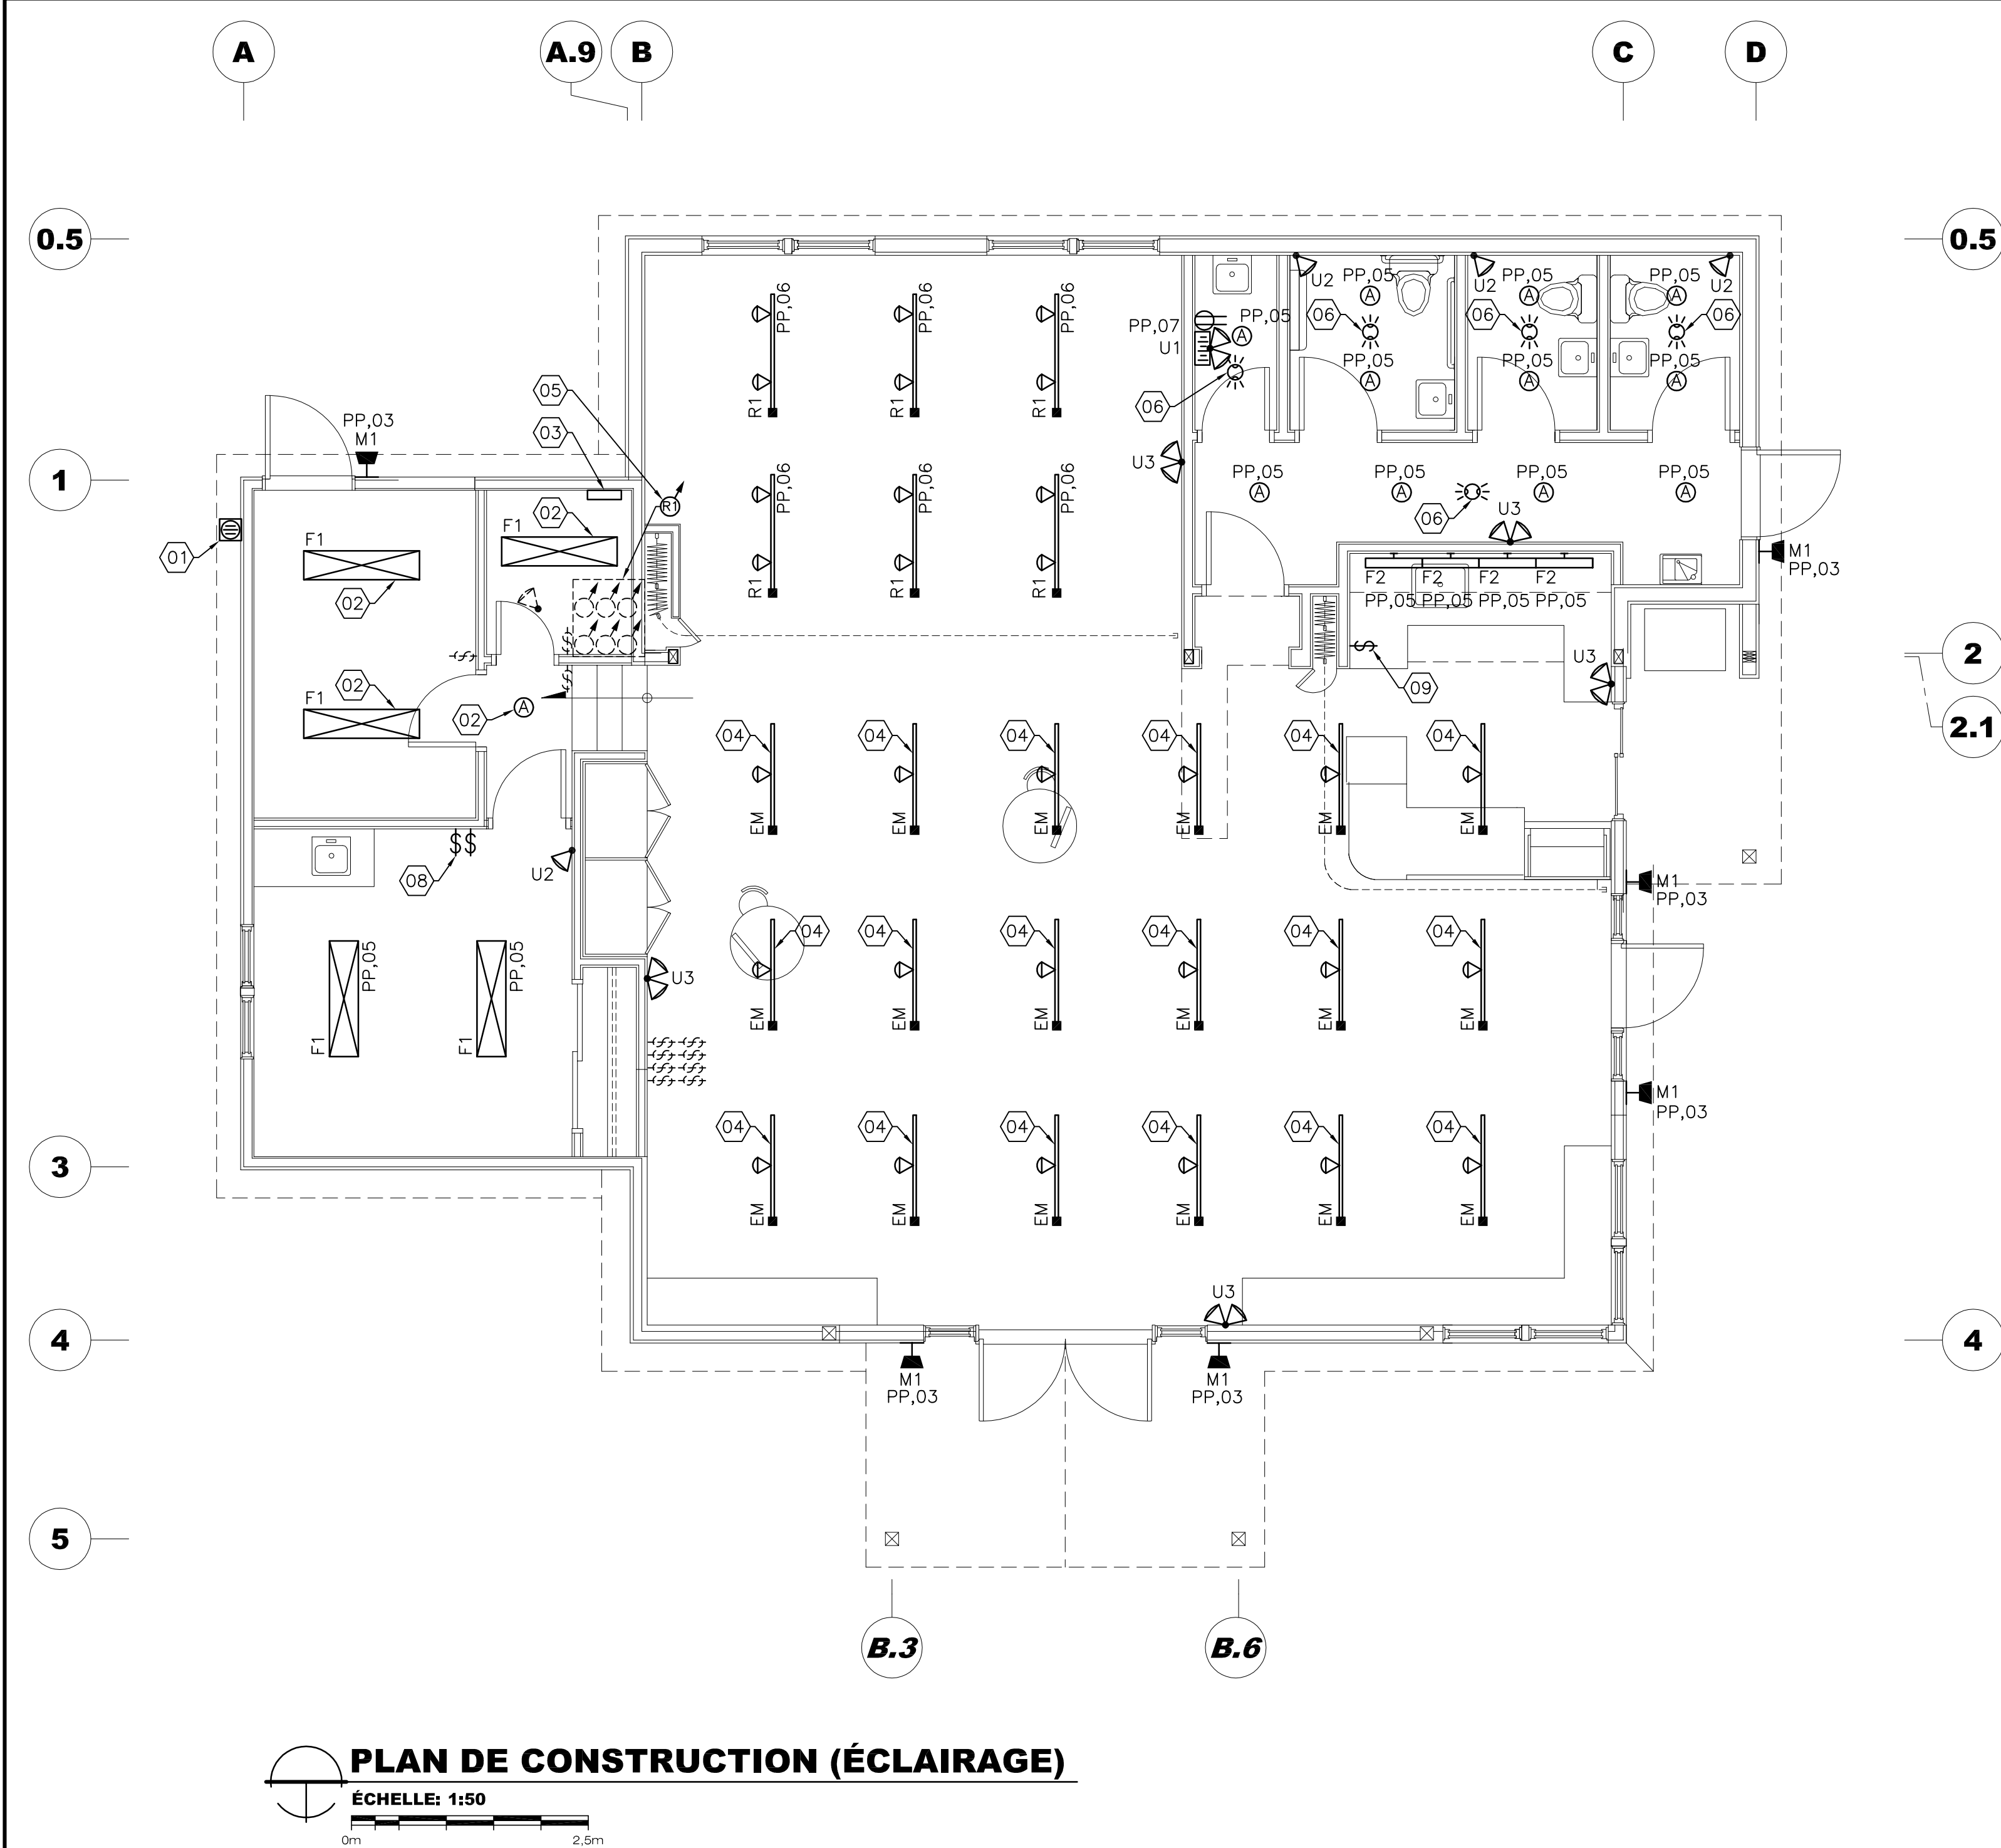 A
A.9
B
C
D
0.5
0.5
PP,06
PP,06
PP,06
R1
R1
R1
PP,07
U1
PP,05
06
U2
PP,05
06
PP,05
U2
PP,05
06
PP,05
PP,05
U2
06
PP,05
05
03
PP,03
M1
1
U3
PP,06
PP,06
PP,06
R1
R1
R1
R1
PP,05
PP,05
PP,05
PP,05
06
U3
M1
PP,03
01
F1
02
F1
02
F2
F2
F2
F2
PP,05
PP,05
PP,05
PP,05
2
U3
09
F1
02
02
A
2.1
04
04
04
04
04
04
EM
EM
EM
EM
EM
EM
08
U2
M1
PP,03
04
04
04
04
04
04
F1
PP,05
F1
PP,05
U3
EM
EM
EM
EM
EM
EM
M1
PP,03
3
04
04
04
04
04
04
EM
EM
EM
EM
EM
EM
U3
4
4
M1
PP,03
M1
PP,03
5
B.3
B.6
PLAN DE CONSTRUCTION (ÉCLAIRAGE)
ÉCHELLE: 1:50
0m
2,5m